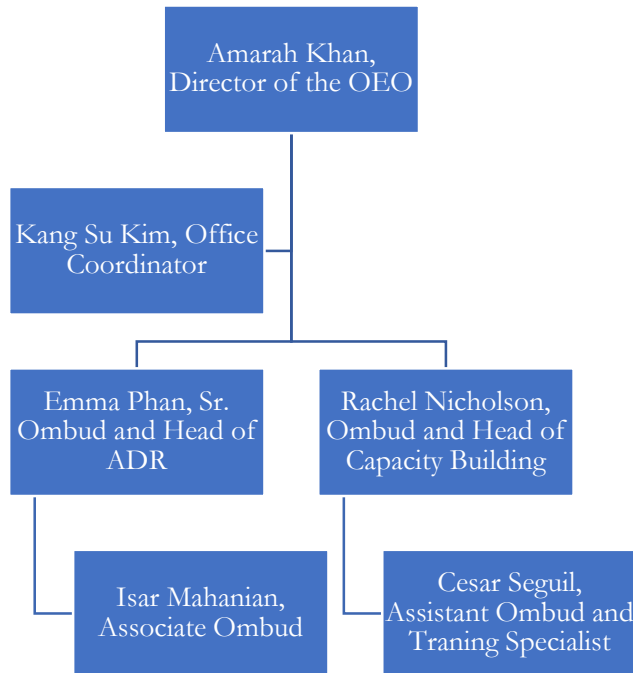 Amarah Khan,
Director of the OEO
Kang Su Kim, Office
Coordinator
Emma Phan, Sr.
Ombud and Head of
ADR
Rachel Nicholson,
Ombud and Head of
Capacity Building
Isar Mahanian,
Associate Ombud
Cesar Seguil,
Assistant Ombud and
Traning Specialist